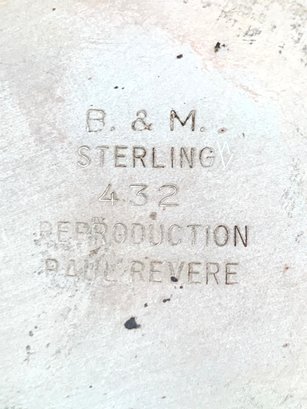 B. & M.
STERLING
432
REPRODUCTION
PAUL REVERE